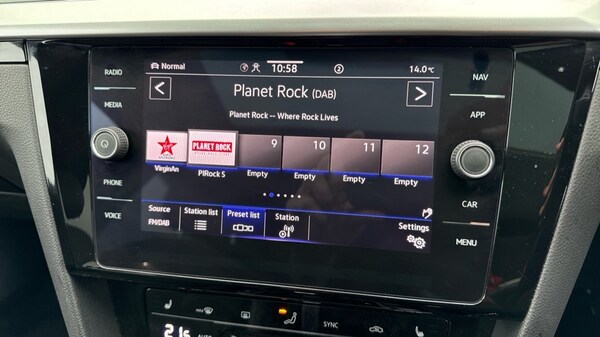 RADIO
MEDIA
PHONE
VOICE
Normal
10:58
2
14.0°C
<
Planet Rock (DAB)
>
Planet Rock -- Where Rock Lives
PLANET ROCK
9
10
11
12
VirginAn
PlRock S
Empty
Empty
Empty
Empty
Source
FM/DAB
Station list
Preset list
Station
Settings
NAV
APP
CAR
MENU
AUTO
SYNC